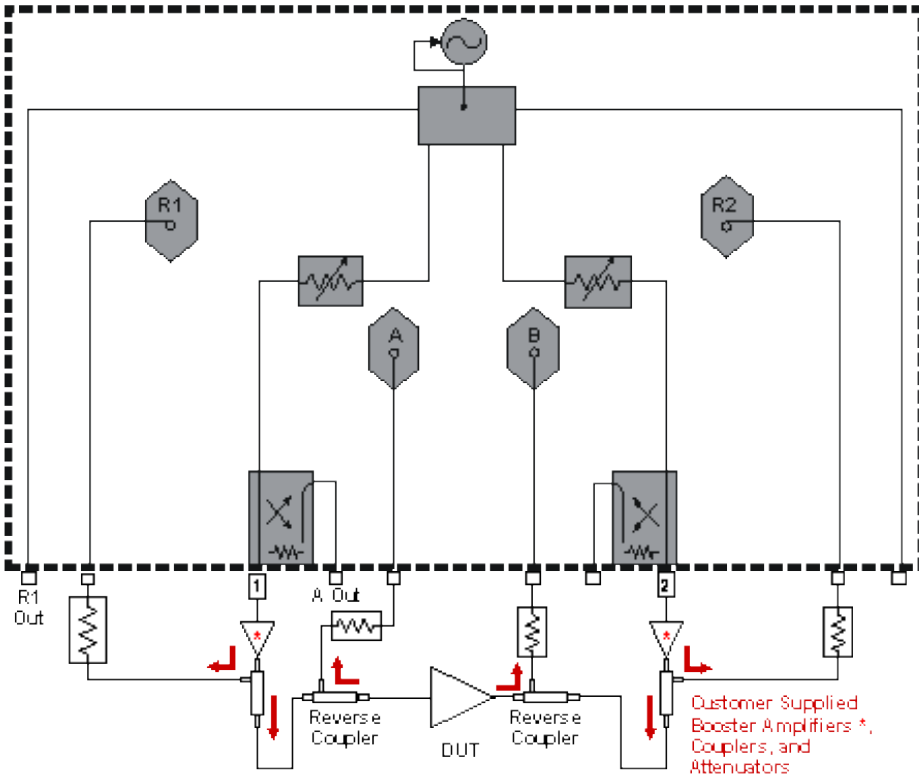 R1
R2
A
B
1
2
R1
Out
A Out
*
*
Reverse
Coupler
DUT
Reverse
Coupler
Customer Supplied
Booster Amplifiers *,
Couplers, and
Attenuators